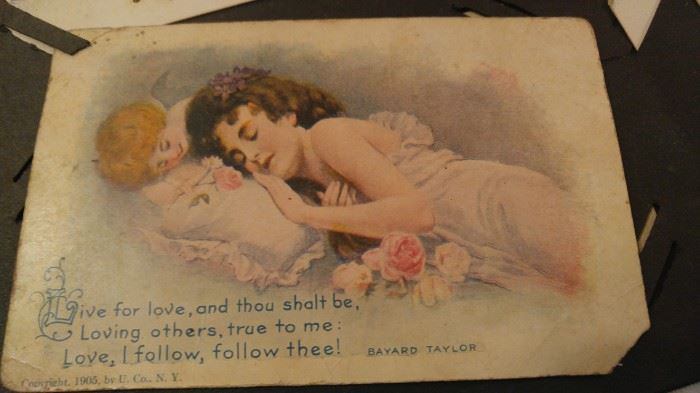 Live for love, and thou shalt be,
Loving others, true to me:
Love, I follow, follow thee!  BAYARD TAYLOR
Copyright, 1905, by U. Co., N. Y.